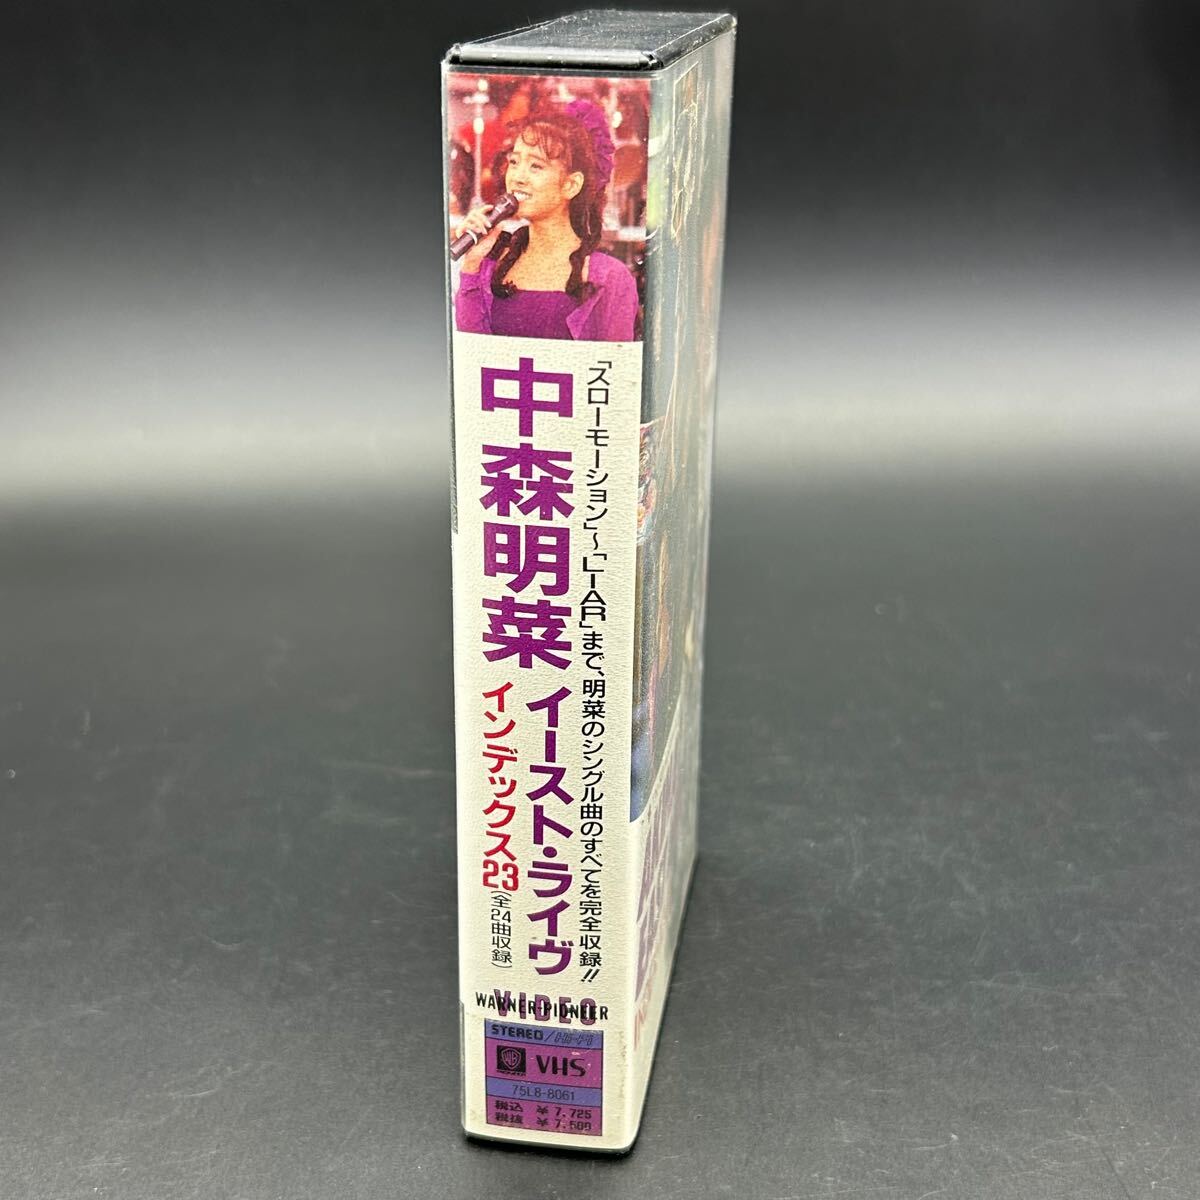 「スローモーション」～「LIAR」まで、明菜のシングル曲のすべてを完全収録!!
中森明菜 イースト・ライヴ
インデックス23(全24曲収録)
VIDEO
WARNER-PIONEER
STEREO/Hi-Fi
VHS
75L8-8061
税込 ¥7,725
税抜 ¥7,500